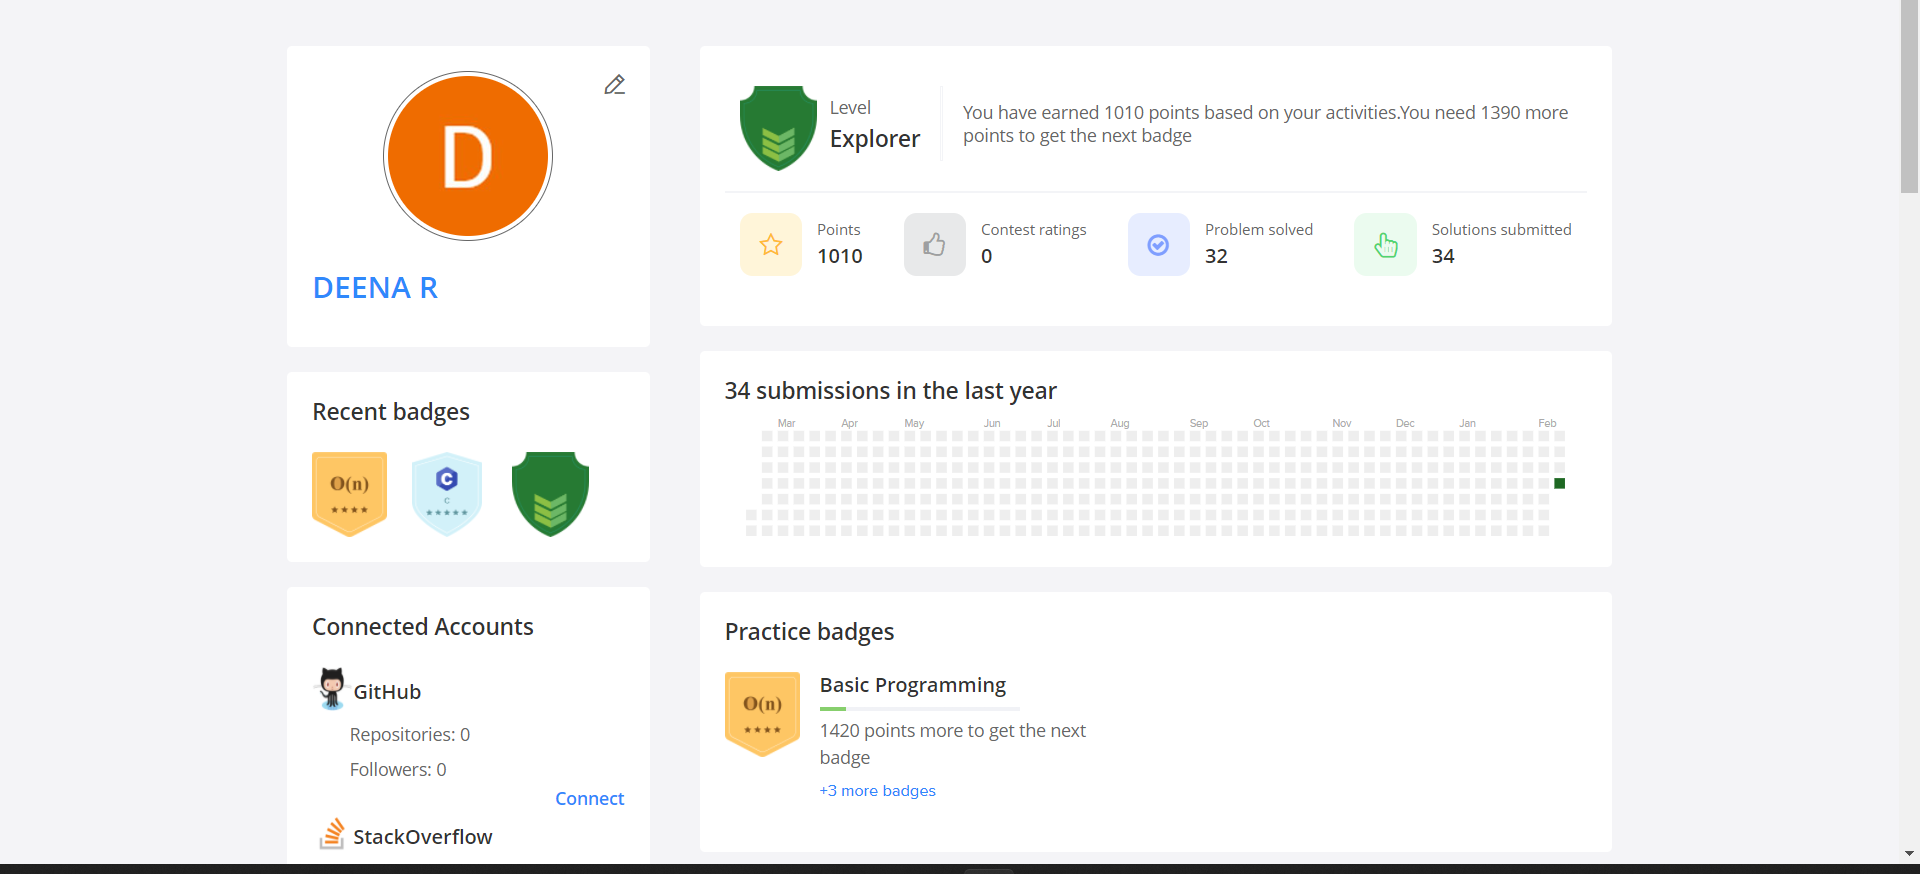 D
DEENA R
Recent badges
O(n)
C
C
Connected Accounts
GitHub
Repositories: 0
Followers: 0
Connect
StackOverflow
Level
Explorer
You have earned 1010 points based on your activities.You need 1390 more
points to get the next badge
Points
1010
Contest ratings
0
Problem solved
32
Solutions submitted
34
34 submissions in the last year
Mar Apr May Jun Jul Aug Sep Oct Nov Dec Jan Feb
Practice badges
O(n)
Basic Programming
1420 points more to get the next
badge
+3 more badges